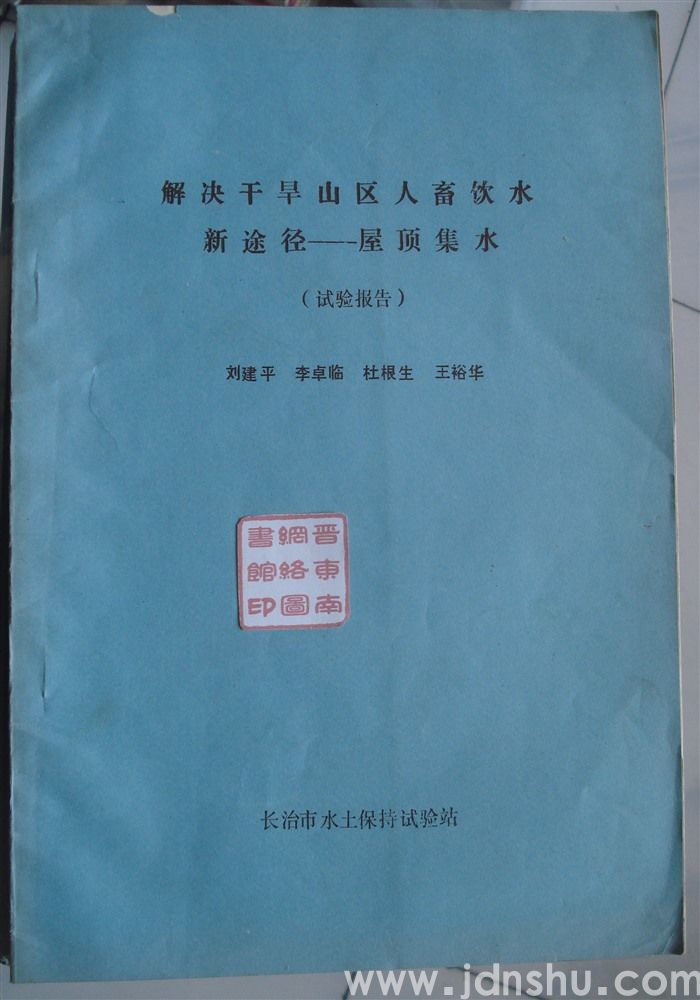 解决干旱山区人畜饮水
新途径——屋顶集水
（试验报告）
刘建平 李卓临 杜根生 王裕华
晋東南
網絡圖
書館印
长治市水土保持试验站
www.jdnshu.com